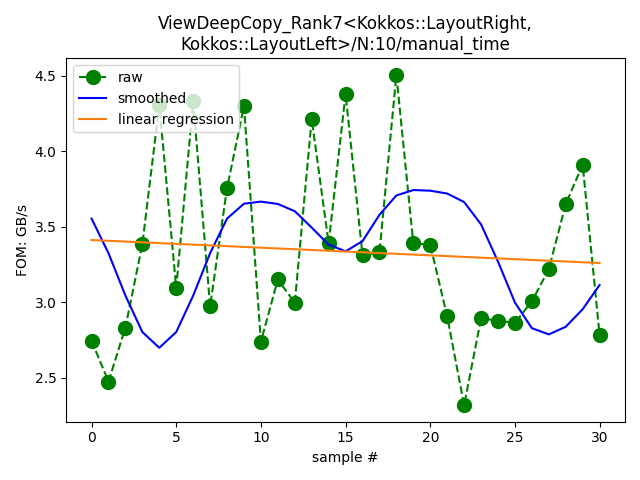 ViewDeepCopy_Rank7<Kokkos::LayoutRight,
Kokkos::LayoutLeft>/N:10/manual_time
raw
smoothed
linear regression
FOM: GB/s
4.5
4.0
3.5
3.0
2.5
0
5
10
15
20
25
30
sample #